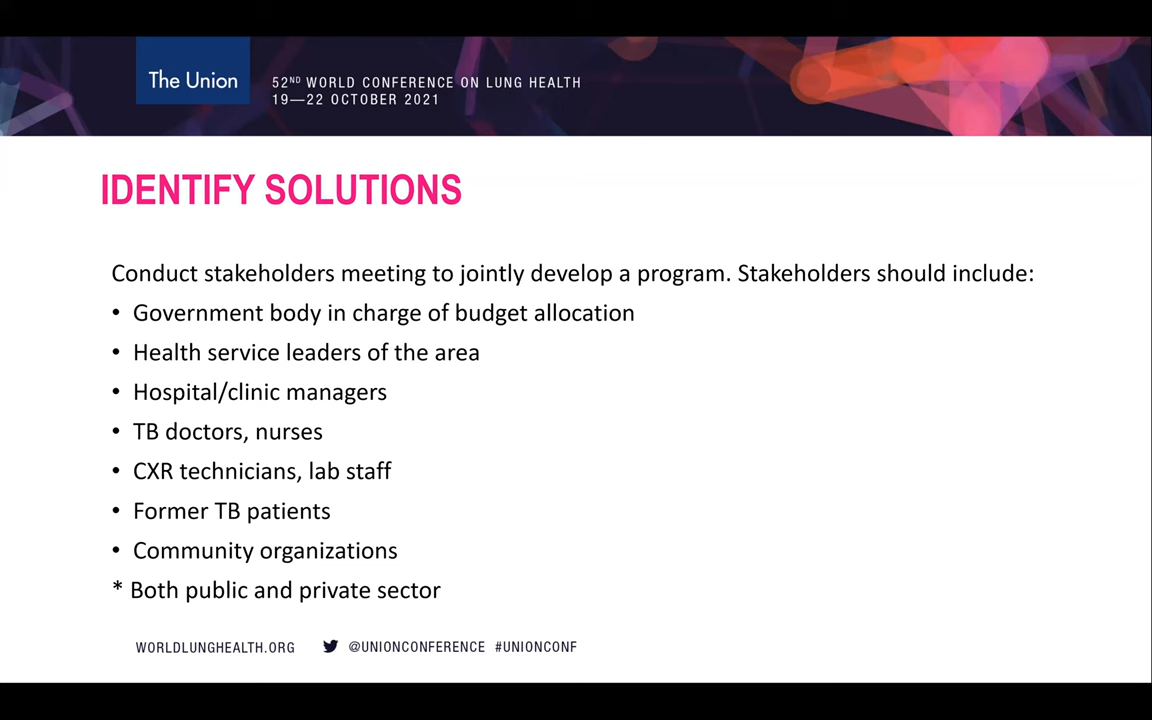 The Union
52ND WORLD CONFERENCE ON LUNG HEALTH
19—22 OCTOBER 2021
IDENTIFY SOLUTIONS
Conduct stakeholders meeting to jointly develop a program. Stakeholders should include:
• Government body in charge of budget allocation
• Health service leaders of the area
• Hospital/clinic managers
• TB doctors, nurses
• CXR technicians, lab staff
• Former TB patients
• Community organizations
* Both public and private sector
WORLDLUNGHEALTH.ORG @UNIONCONFERENCE #UNIONCONF